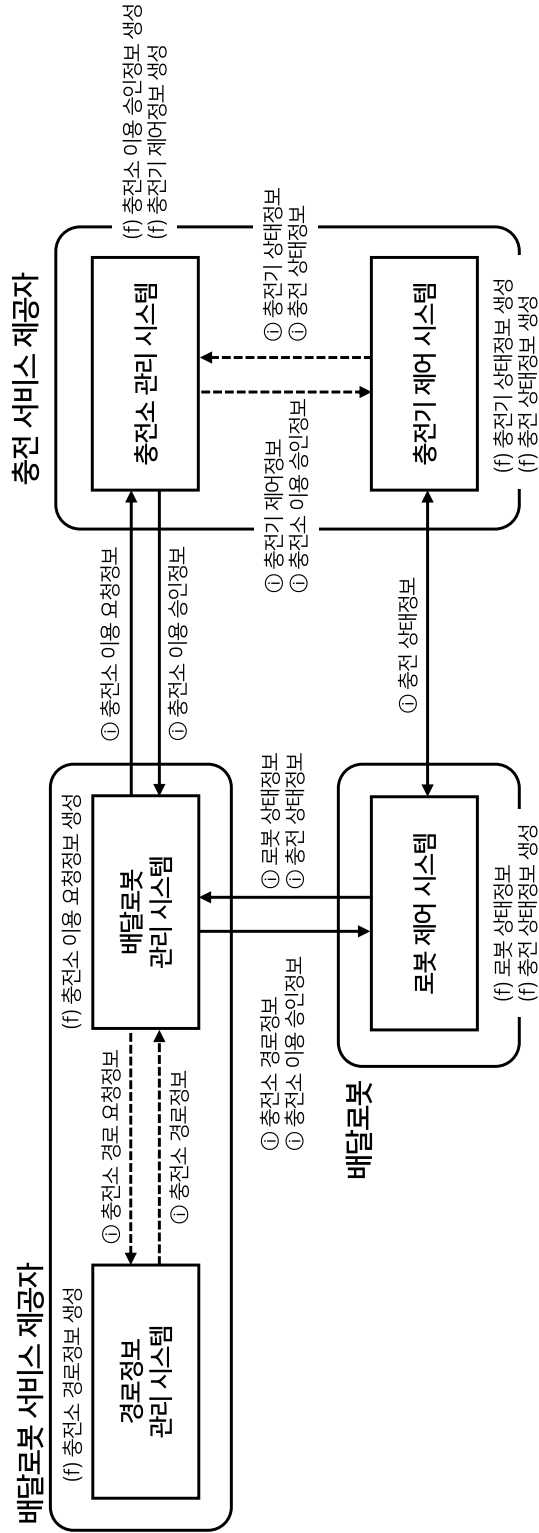 배달로봇 서비스 제공자
(f) 충전소 경로정보 생성
경로정보
관리 시스템
ⓘ 충전소 경로 요청정보
ⓘ 충전소 경로정보
(f) 충전소 이용 요청정보 생성
배달로봇
관리 시스템
ⓘ 충전소 이용 요청정보
ⓘ 충전소 이용 승인정보
충전 서비스 제공자
(f) 충전소 이용 승인정보 생성
(f) 충전기 제어정보 생성
충전소 관리 시스템
ⓘ 충전소 경로정보
ⓘ 충전소 이용 승인정보
ⓘ 로봇 상태정보
ⓘ 충전 상태정보
ⓘ 충전기 제어정보
ⓘ 충전소 이용 승인정보
ⓘ 충전기 상태정보
ⓘ 충전 상태정보
배달로봇
로봇 제어 시스템
(f) 로봇 상태정보
(f) 충전 상태정보 생성
ⓘ 충전 상태정보
충전기 제어 시스템
(f) 충전기 상태정보 생성
(f) 충전 상태정보 생성